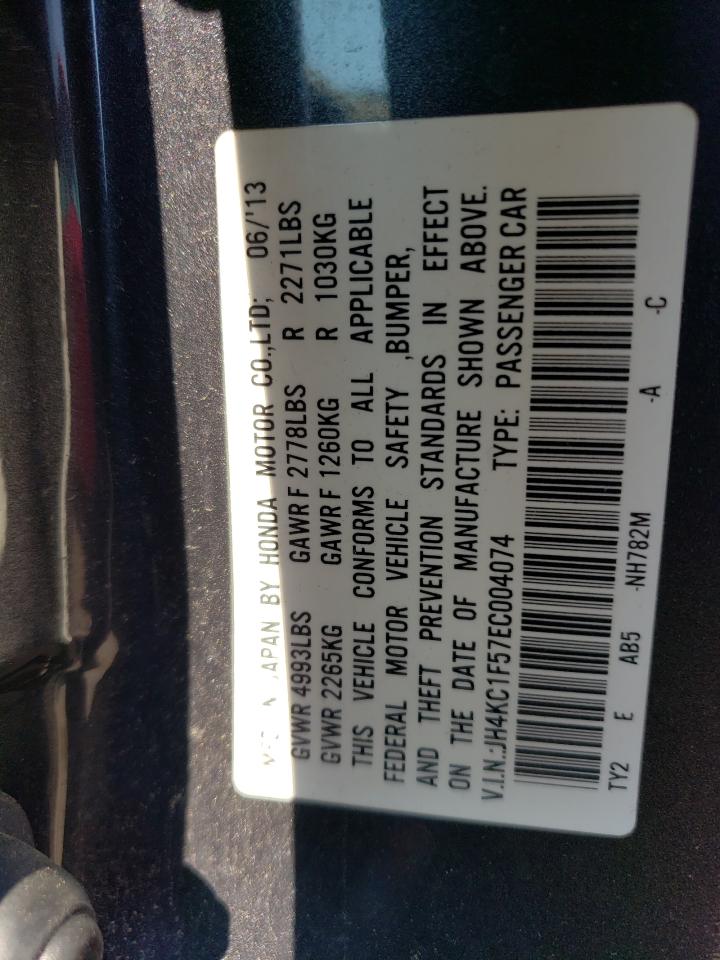 JAPAN BY HONDA MOTOR CO.,LTD; 06/'13
GVWR 4993LBS GAWR F 2778LBS R 2271LBS
GVWR 2265KG GAWR F 1260KG R 1030KG
THIS VEHICLE CONFORMS TO ALL APPLICABLE
FEDERAL MOTOR VEHICLE SAFETY ,BUMPER,
AND THEFT PREVENTION STANDARDS IN EFFECT
ON THE DATE OF MANUFACTURE SHOWN ABOVE.
V.I.N.:JH4KC1F57EC004074 TYPE: PASSENGER CAR
TY2 E AB5 -NH782M -A -C